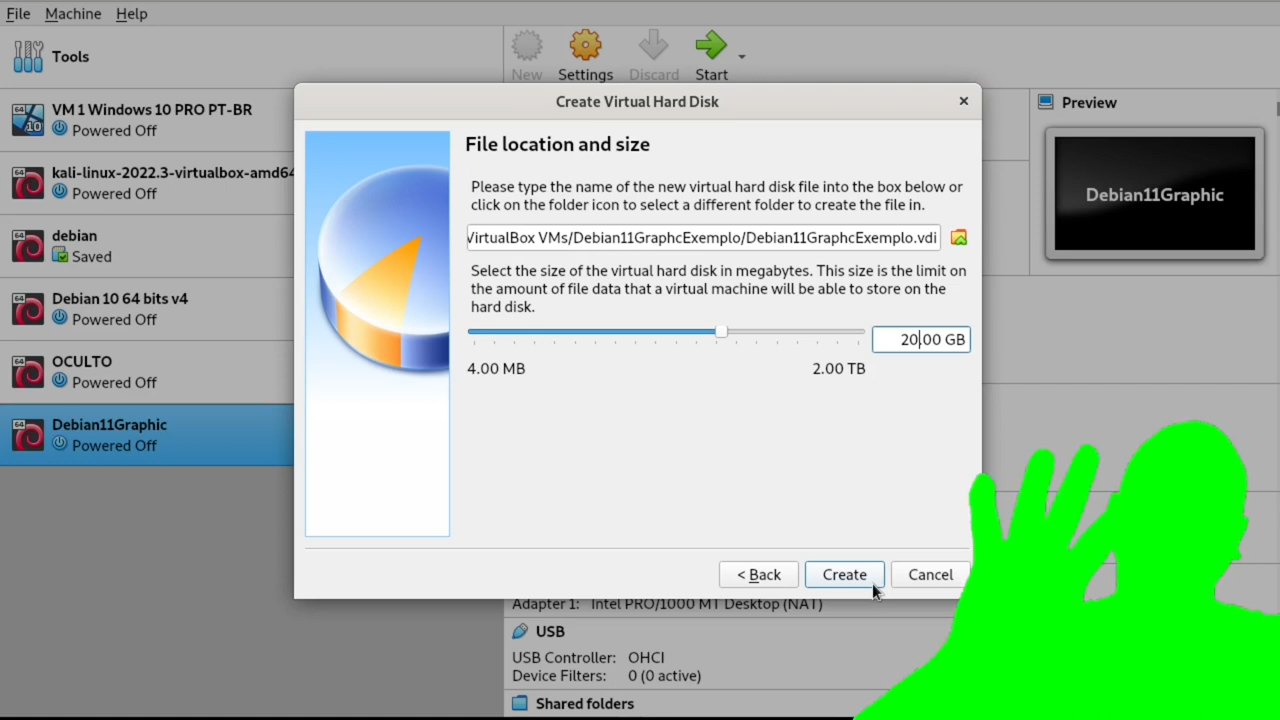 File Machine Help
Tools
New Settings Discard Start
64
10
VM 1 Windows 10 PRO PT-BR
Powered Off
64
kali-linux-2022.3-virtualbox-amd64
Powered Off
64
debian
Saved
64
Debian 10 64 bits v4
Powered Off
64
OCULTO
Powered Off
64
Debian11Graphic
Powered Off
Create Virtual Hard Disk
File location and size
Please type the name of the new virtual hard disk file into the box below or
click on the folder icon to select a different folder to create the file in.
VirtualBox VMs/Debian11GraphcExemplo/Debian11GraphcExemplo.vdi
Select the size of the virtual hard disk in megabytes. This size is the limit on
the amount of file data that a virtual machine will be able to store on the
hard disk.
20.00 GB
4.00 MB 2.00 TB
< Back Create Cancel
Preview
Debian11Graphic
Adapter 1: Intel PRO/1000 MT Desktop (NAT)
USB
USB Controller: OHCI
Device Filters: 0 (0 active)
Shared folders